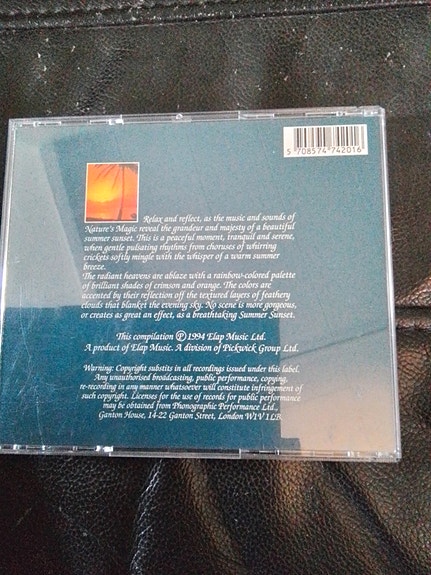 5 708574 742016
Relax and reflect, as the music and sounds of
Nature's Magic reveal the grandeur and majesty of a beautiful
summer sunset. This is a peaceful moment, tranquil and serene,
when gentle pulsating rhythms from choruses of whirring
crickets softly mingle with the whisper of a warm summer
breeze.
The radiant heavens are ablaze with a rainbow-colored palette
of brilliant shades of crimson and orange. The colors are
accented by their reflection off the textured layers of feathery
clouds that blanket the evening sky. No scene is more gorgeous,
or creates as great an effect, as a breathtaking Summer Sunset.
This compilation Ⓟ 1994 Elap Music Ltd.
A product of Elap Music. A division of Pickwick Group Ltd.
Warning: Copyright substits in all recordings issued under this label.
Any unauthorised broadcasting, public performance, copying,
re-recording in any manner whatsoever will constitute infringement of
such copyright. Licenses for the use of records for public performance
may be obtained from Phonographic Performance Ltd.,
Ganton House, 14-22 Ganton Street, London W1V 1LB